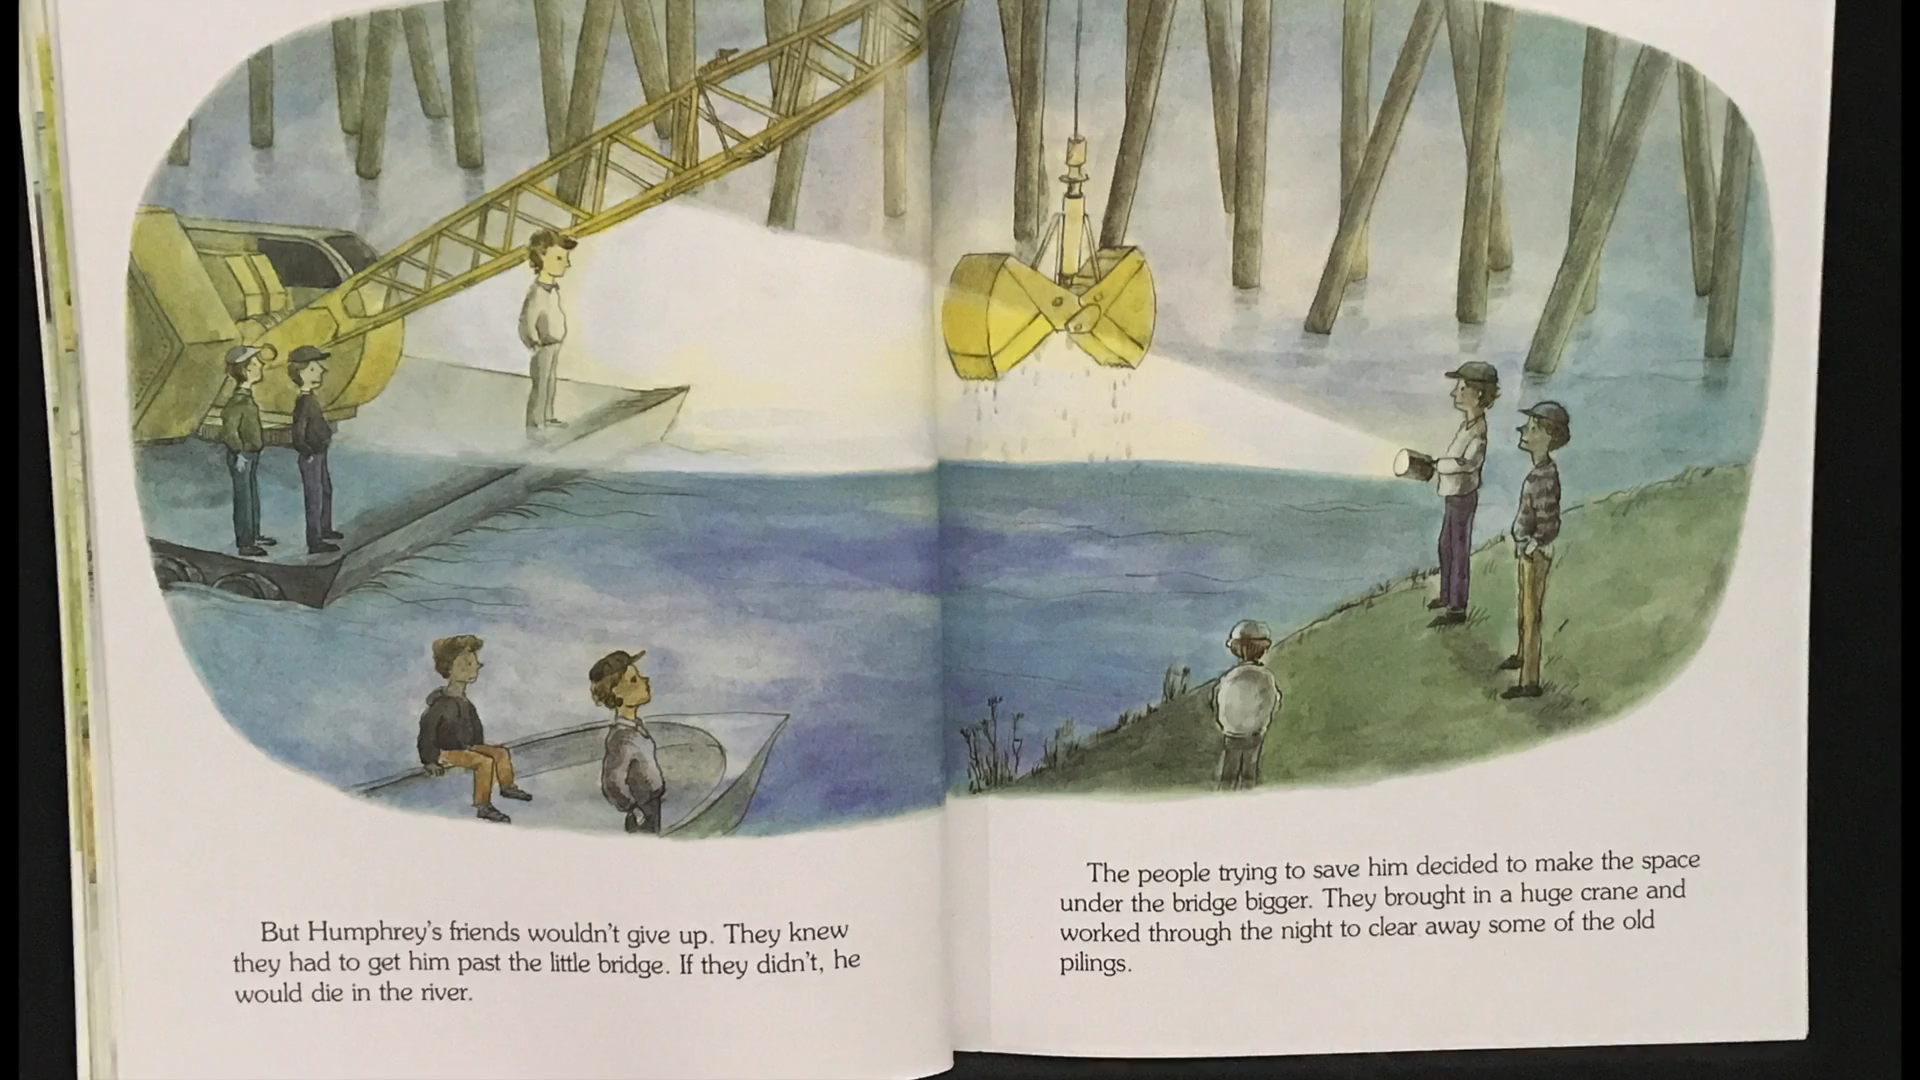 But Humphrey's friends wouldn't give up. They knew
they had to get him past the little bridge. If they didn't, he
would die in the river.
The people trying to save him decided to make the space
under the bridge bigger. They brought in a huge crane and
worked through the night to clear away some of the old
pilings.